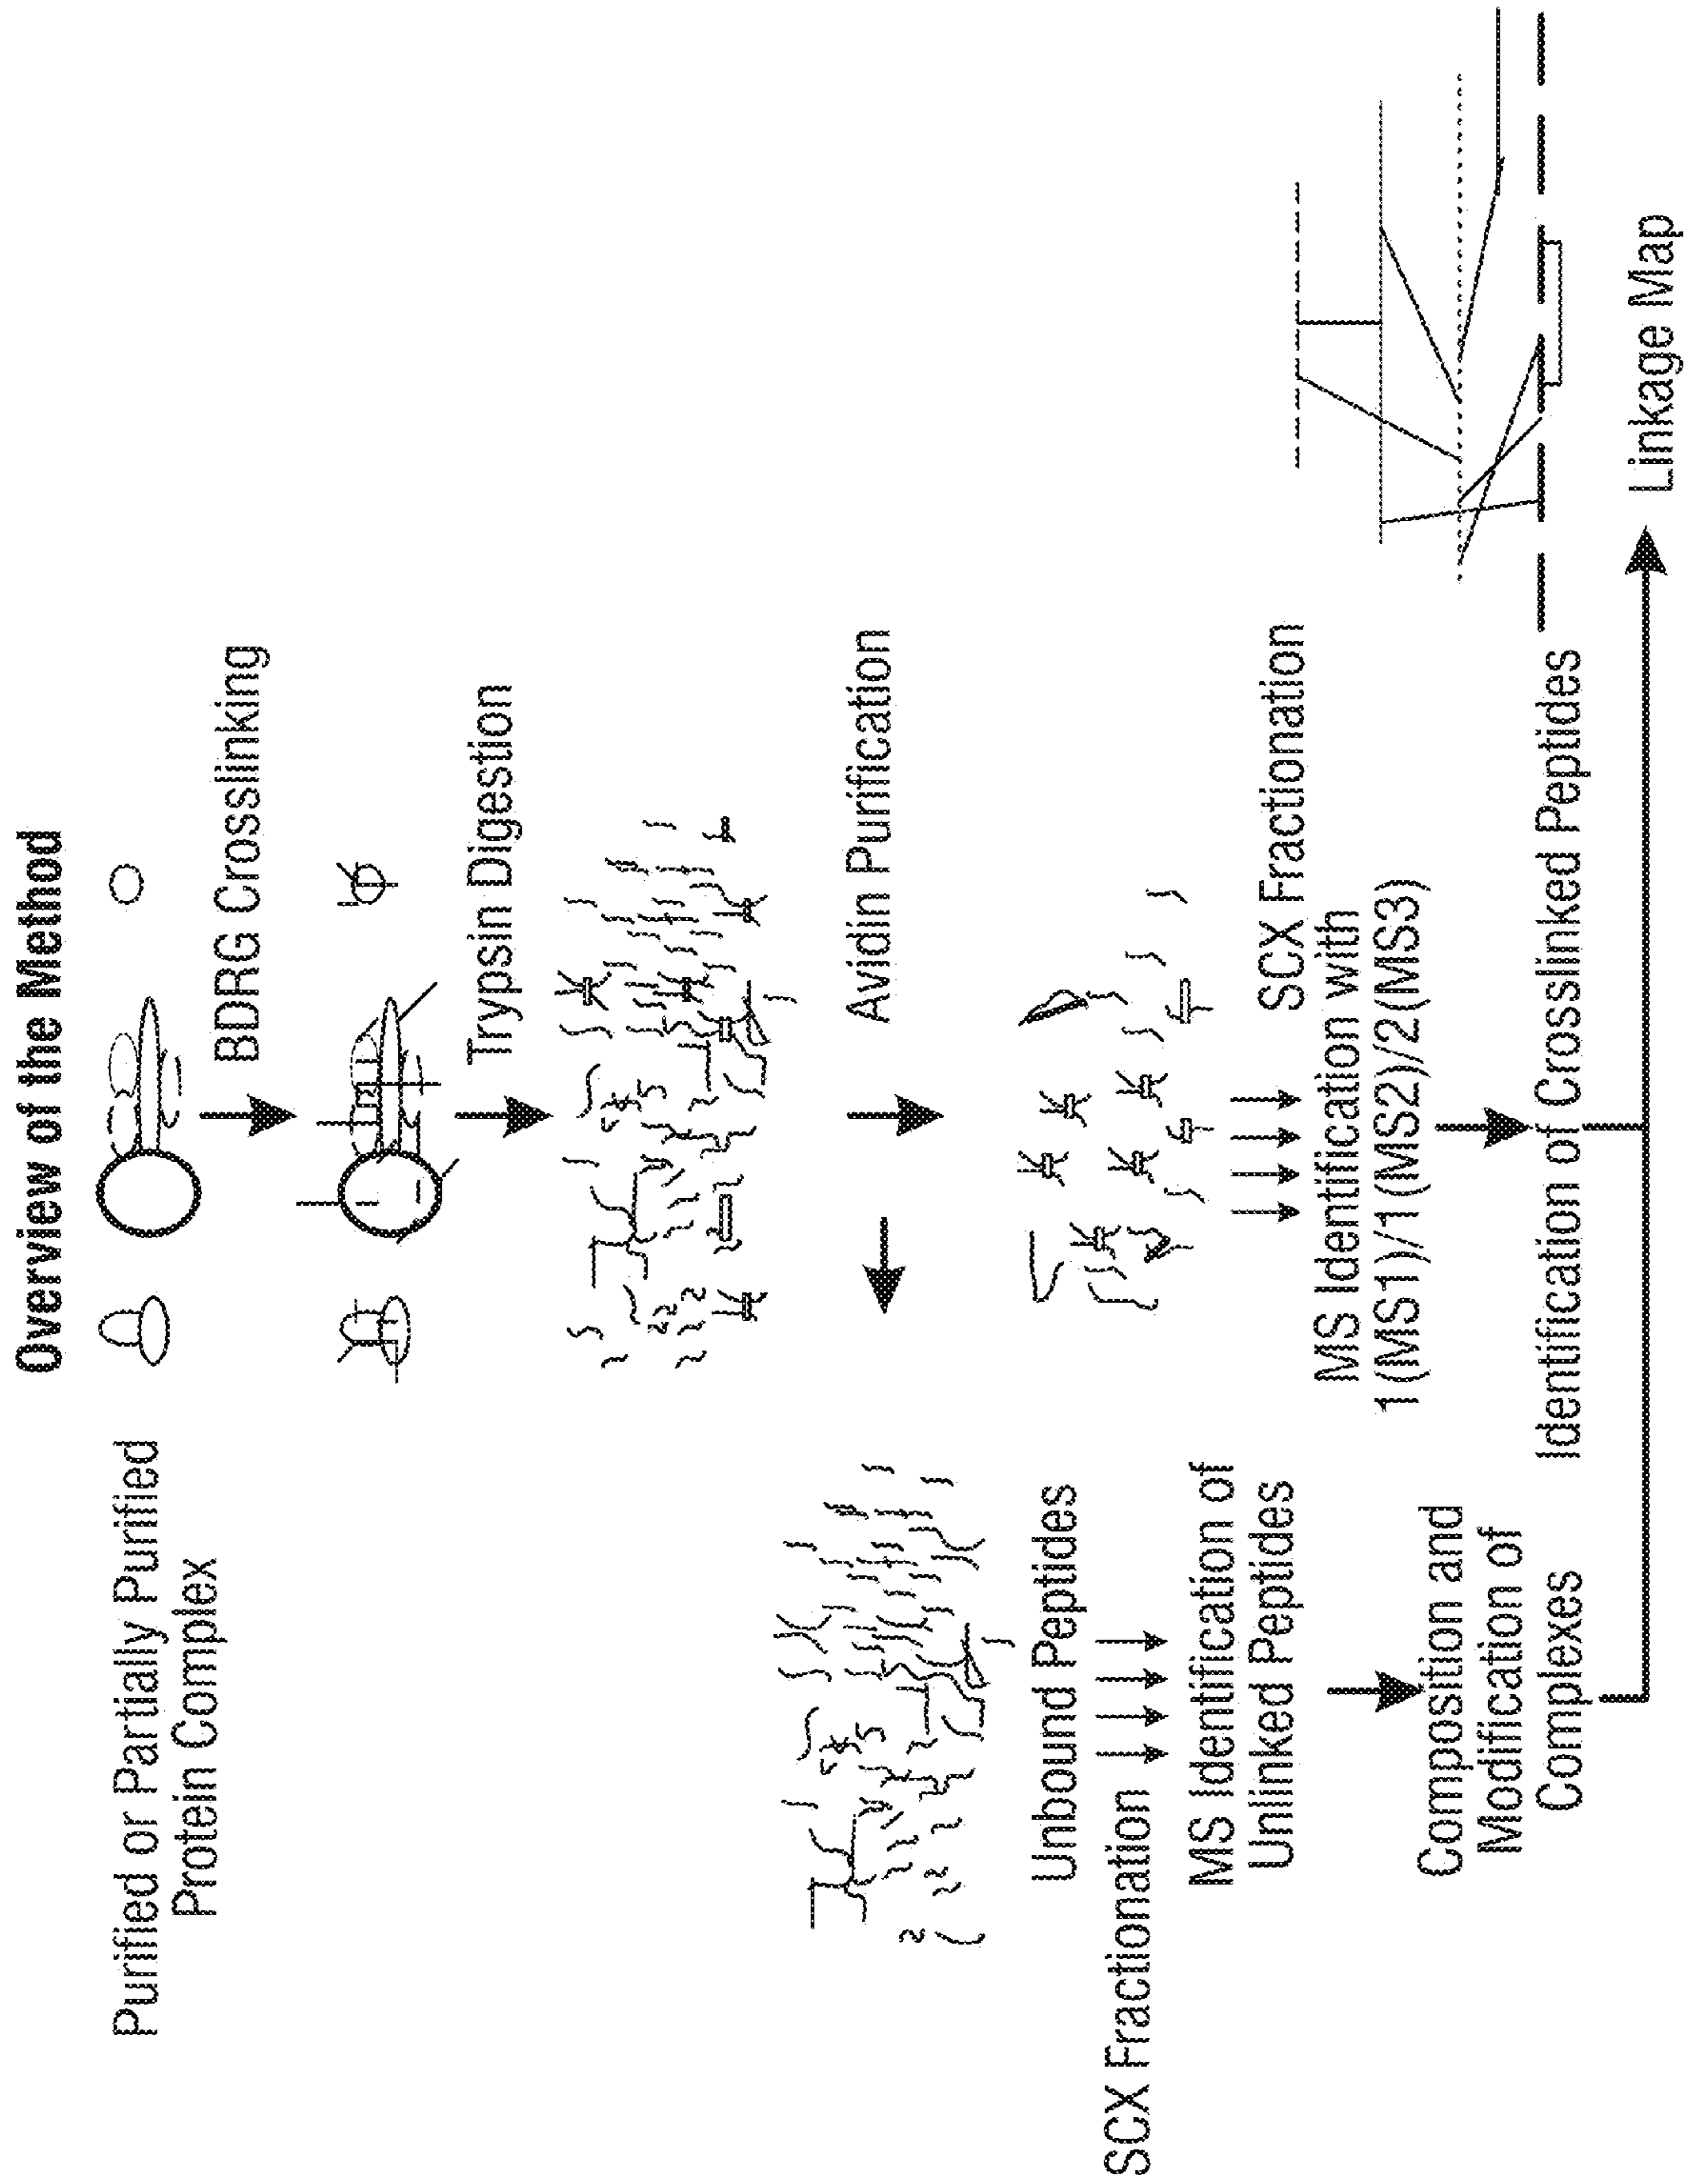 Overview of the Method
Purified or Partially Purified
Protein Complex
BDRG Crosslinking
Trypsin Digestion
Avidin Purification
Unbound Peptides
SCX Fractionation
MS Identification of
Unlinked Peptides
Composition and
Modification of
Complexes
SCX Fractionation
MS Identification with
1(MS1)/1(MS2)/2(MS3)
Identification of Crosslinked Peptides
Linkage Map